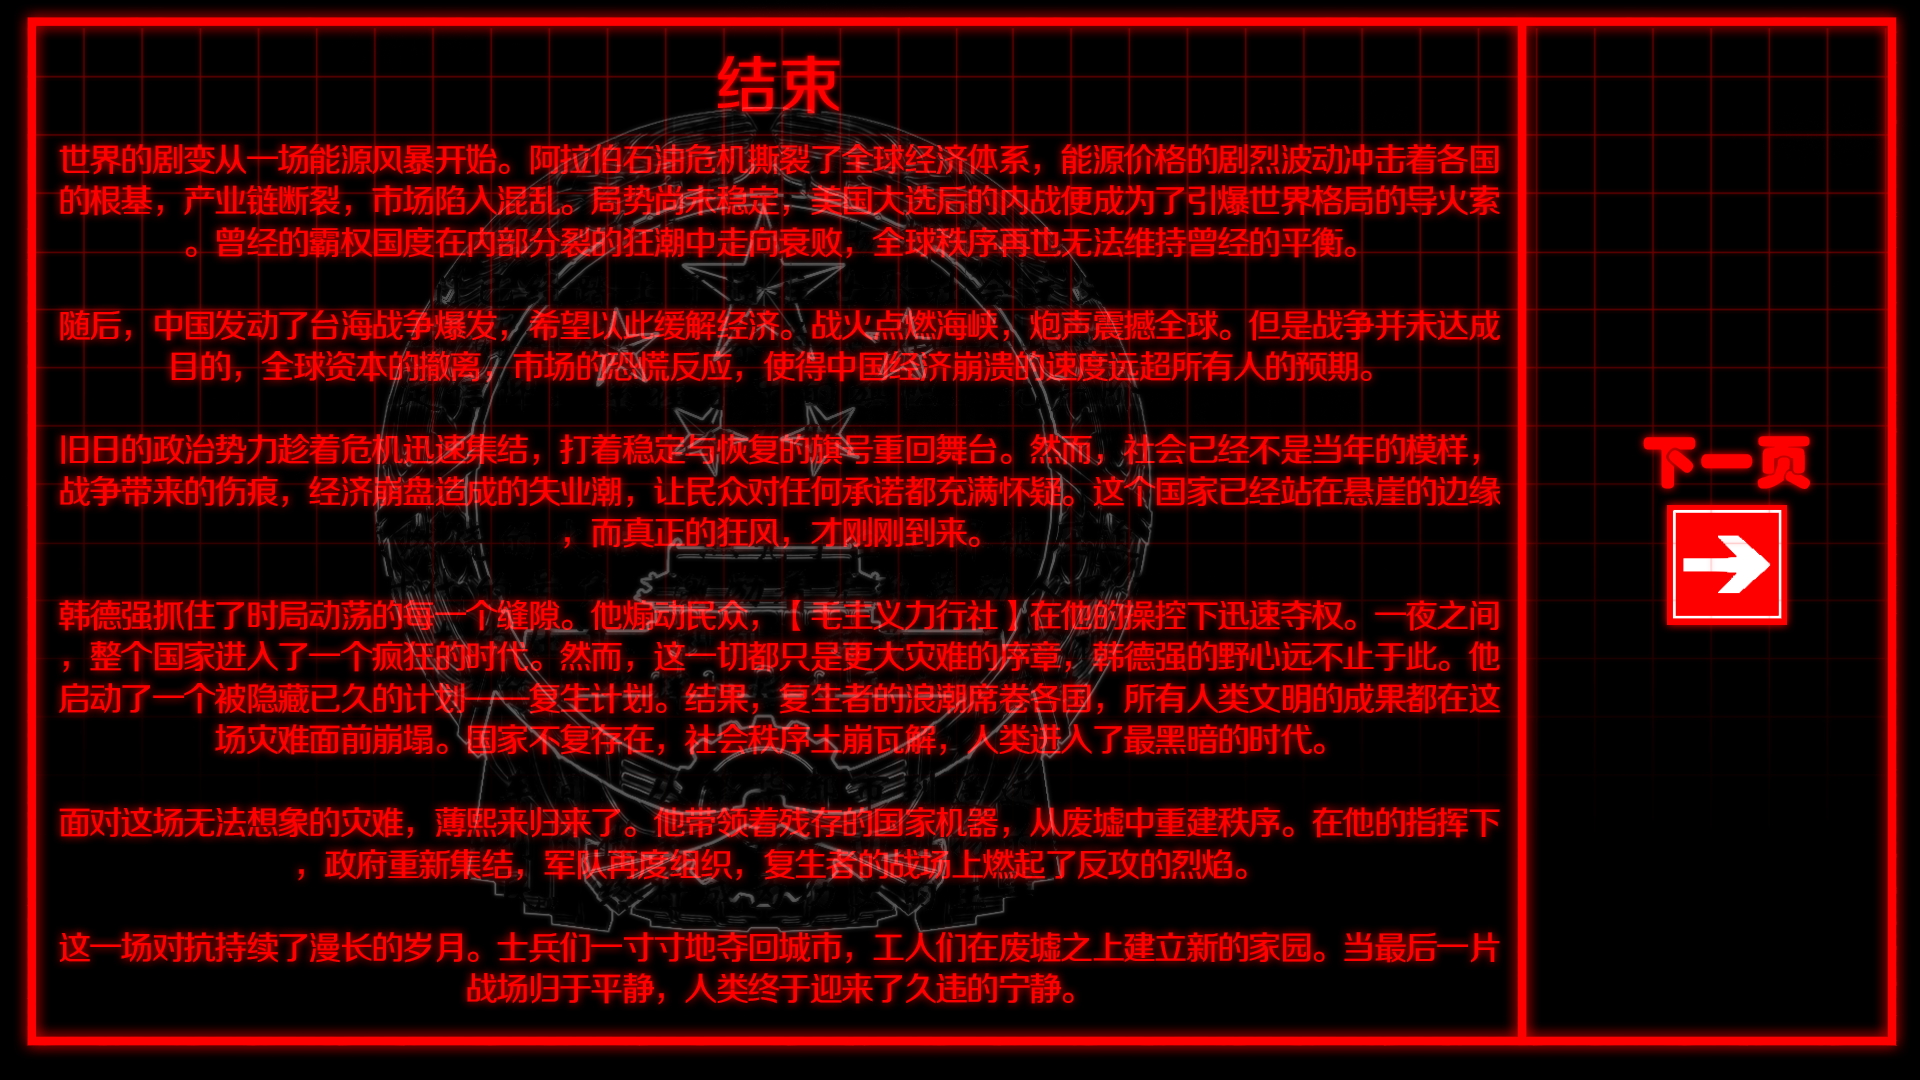 结束
世界的剧变从一场能源风暴开始。阿拉伯石油危机撕裂了全球经济体系，能源价格的剧烈波动冲击着各国
的根基，产业链断裂，市场陷入混乱。局势尚未稳定，美国大选后的内战便成为了引爆世界格局的导火索
。曾经的霸权国度在内部分裂的狂潮中走向衰败，全球秩序再也无法维持曾经的平衡。
随后，中国发动了台海战争爆发，希望以此缓解经济。战火点燃海峡，炮声震撼全球。但是战争并未达成
目的，全球资本的撤离，市场的恐慌反应，使得中国经济崩溃的速度远超所有人的预期。
旧日的政治势力趁着危机迅速集结，打着稳定与恢复的旗号重回舞台。然而，社会已经不是当年的模样，
战争带来的伤痕，经济崩盘造成的失业潮，让民众对任何承诺都充满怀疑。这个国家已经站在悬崖的边缘
，而真正的狂风，才刚刚到来。
韩德强抓住了时局动荡的每一个缝隙。他煽动民众，【毛主义力行社】在他的操控下迅速夺权。一夜之间
，整个国家进入了一个疯狂的时代。然而，这一切都只是更大灾难的序章，韩德强的野心远不止于此。他
启动了一个被隐藏已久的计划——复生计划。结果，复生者的浪潮席卷各国，所有人类文明的成果都在这
场灾难面前崩塌。国家不复存在，社会秩序土崩瓦解，人类进入了最黑暗的时代。
面对这场无法想象的灾难，薄熙来归来了。他带领着残存的国家机器，从废墟中重建秩序。在他的指挥下
，政府重新集结，军队再度组织，复生者的战场上燃起了反攻的烈焰。
这一场对抗持续了漫长的岁月。士兵们一寸寸地夺回城市，工人们在废墟之上建立新的家园。当最后一片
战场归于平静，人类终于迎来了久违的宁静。
下一页